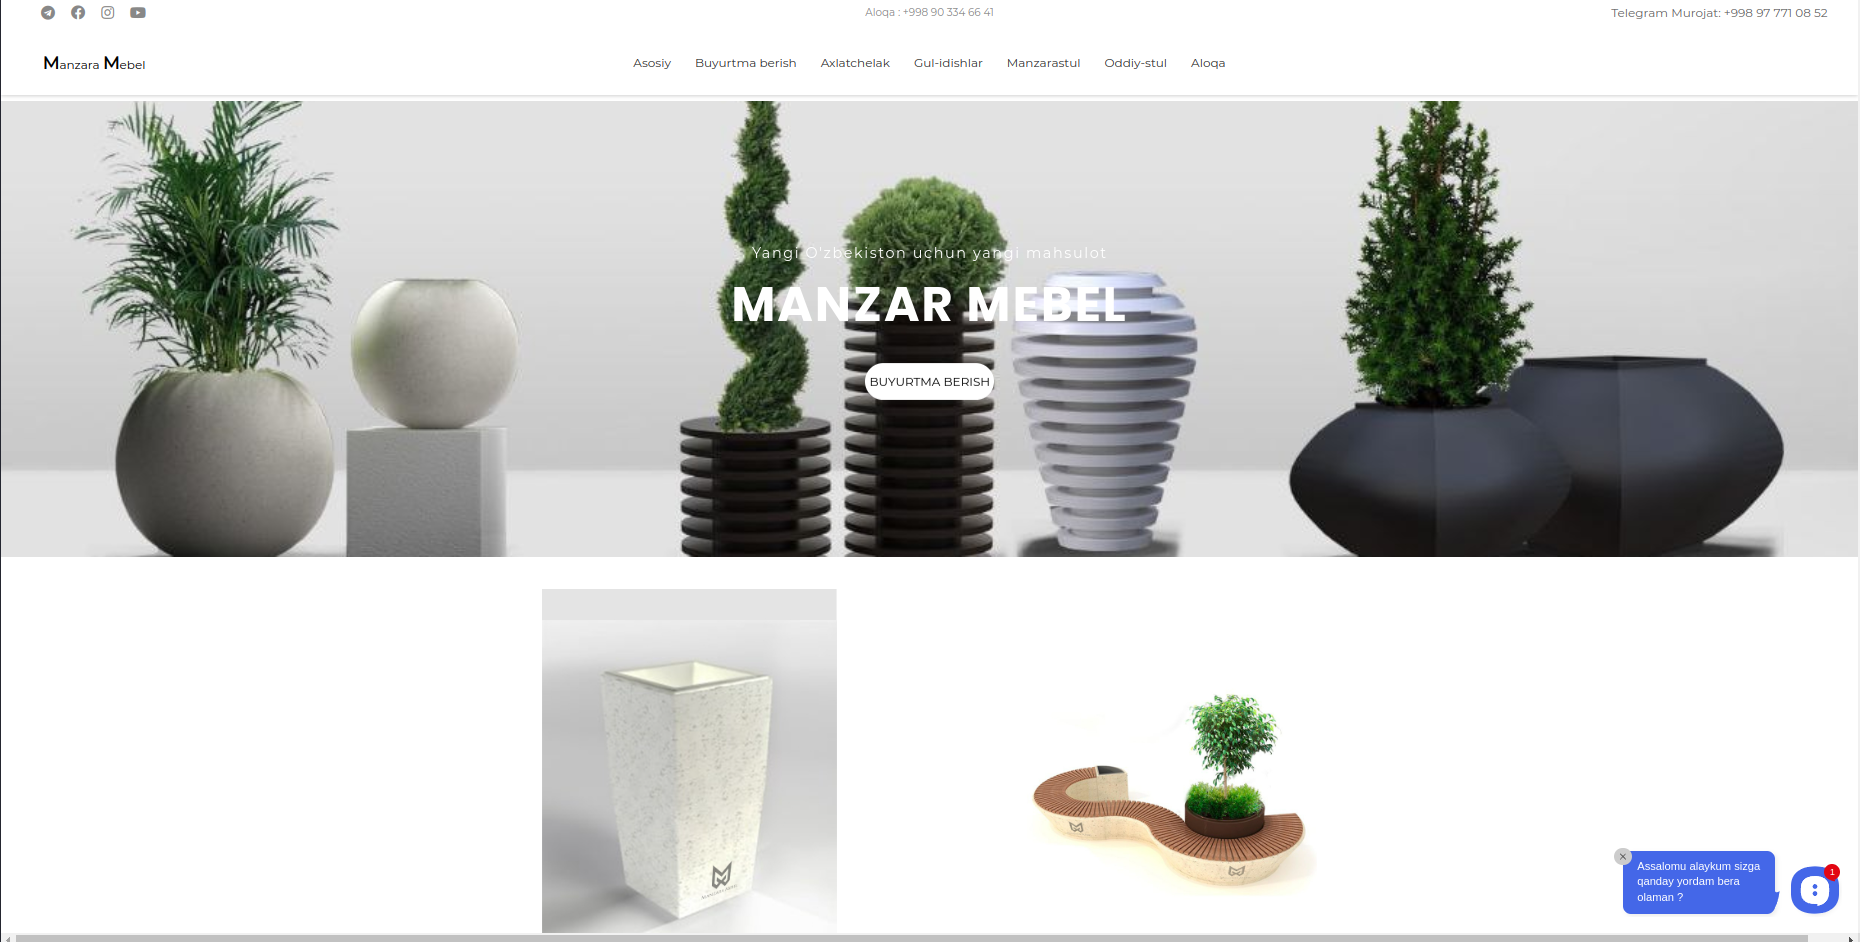 Aloqa : +998 90 334 66 41
Telegram Murojat: +998 97 771 08 52
Manzara Mebel
Asosiy
Buyurtma berish
Axlatchelak
Gul-idishlar
Manzarastul
Oddiy-stul
Aloqa
Yangi O'zbekiston uchun yangi mahsulot
MANZAR MEBEL
BUYURTMA BERISH
Assalomu alaykum sizga
qanday yordam bera
olaman ?
1